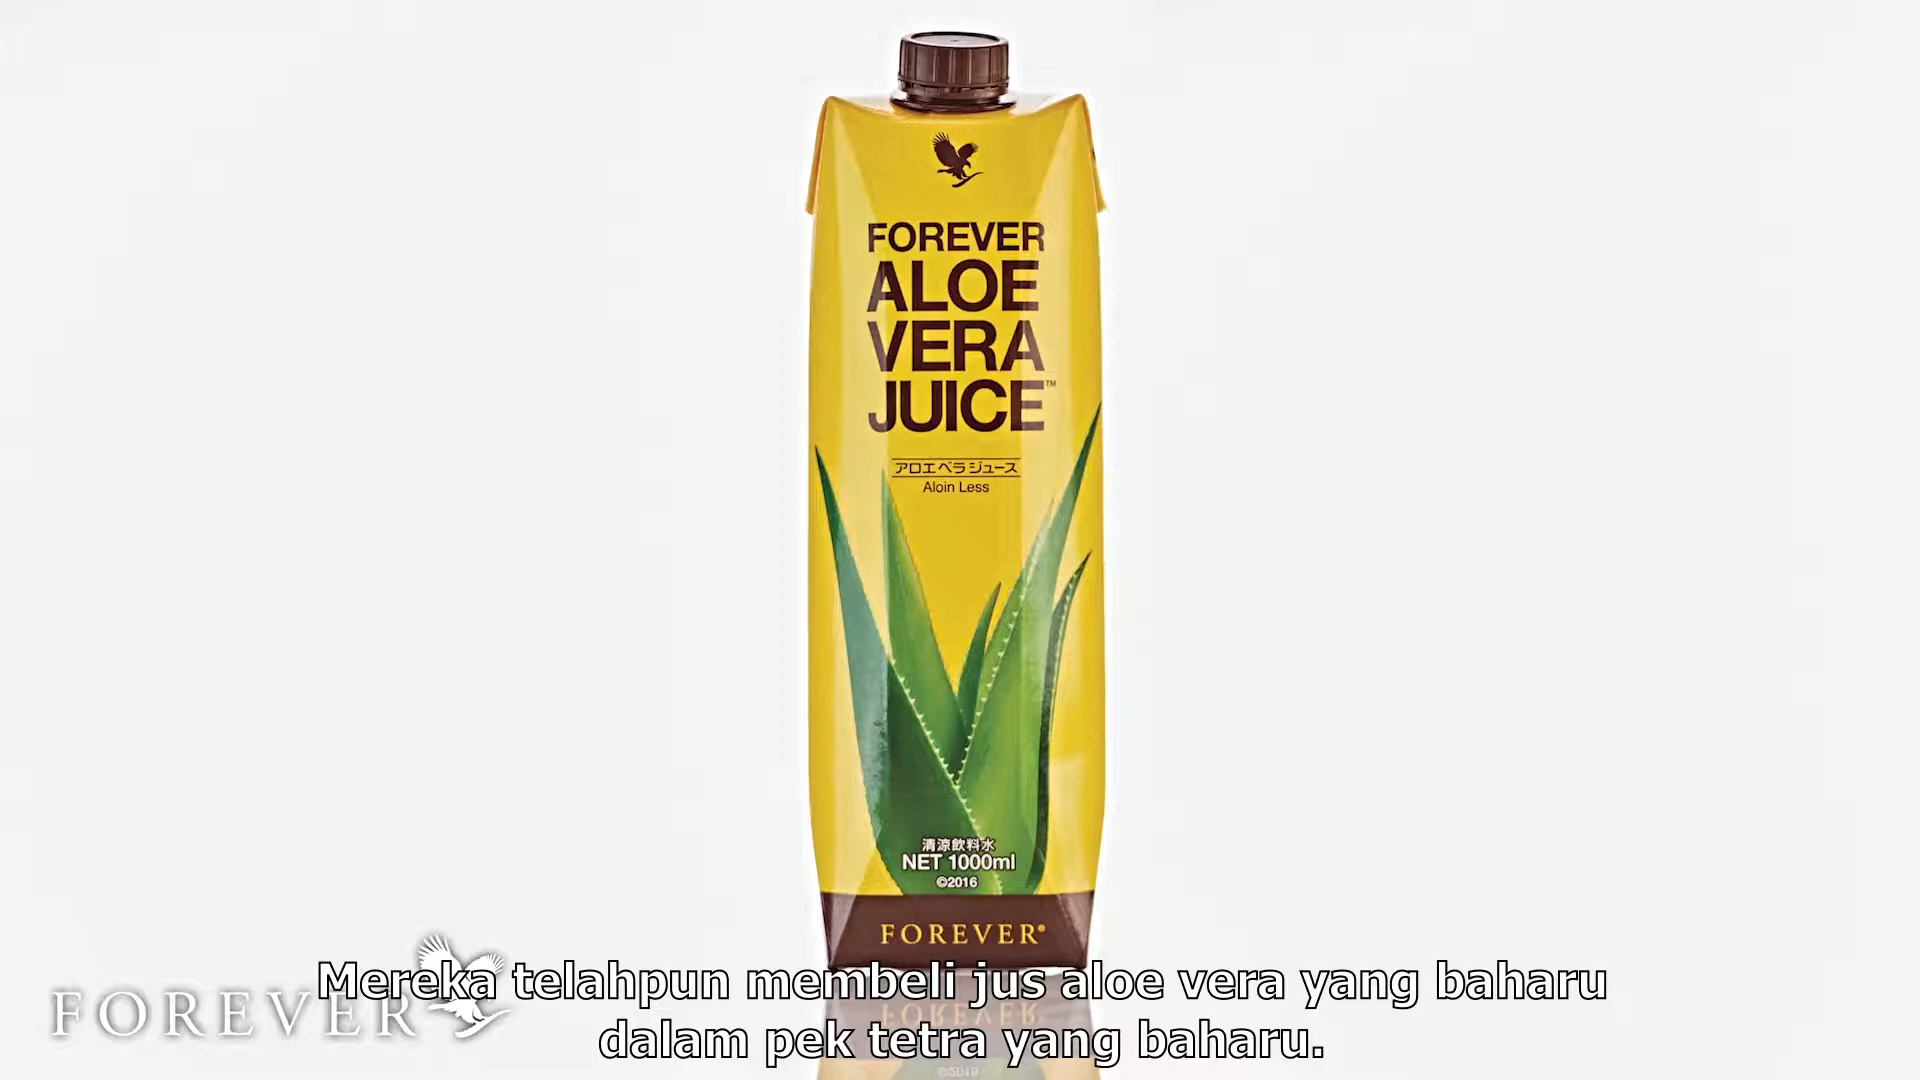 FOREVER
ALOE
VERA
JUICE™
アロエベラジュース
Aloin Less
清涼飲料水
NET 1000ml
©2016
FOREVER®
FOREVER
Mereka telahpun membeli jus aloe vera yang baharu
dalam pek tetra yang baharu.